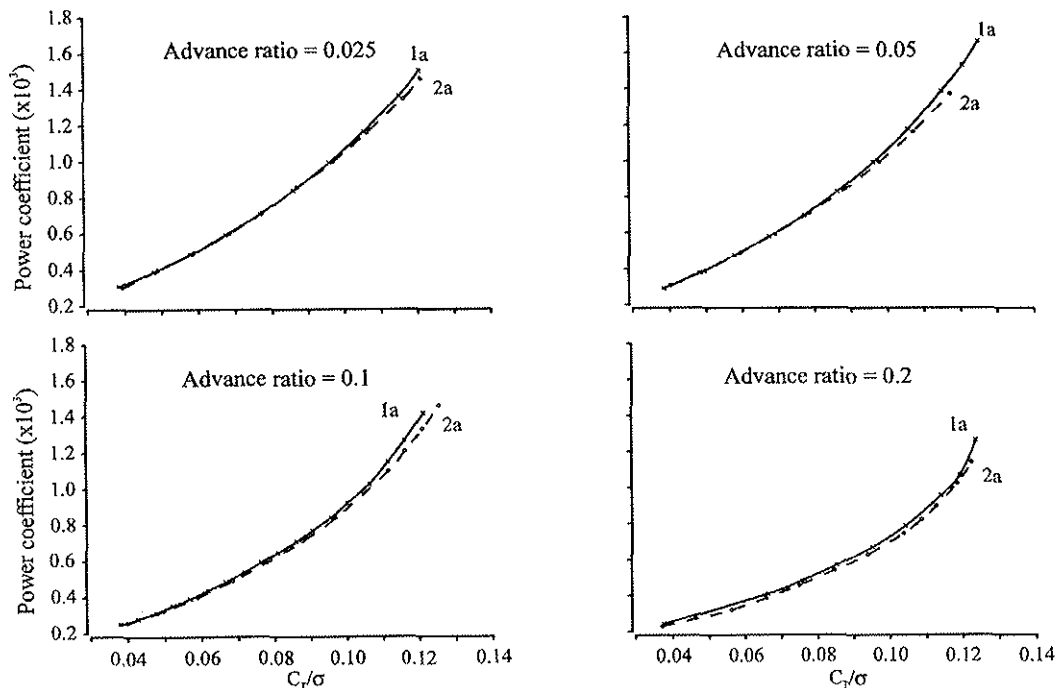 1.8
1.6
1.4
1.2
1.0
0.8
0.6
0.4
0.2
Power coefficient (x10³)
Advance ratio = 0.025
1a
2a
Advance ratio = 0.05
1a
2a
1.8
1.6
1.4
1.2
1.0
0.8
0.6
0.4
0.2
Power coefficient (x10³)
Advance ratio = 0.1
1a
2a
0.04 0.06 0.08 0.10 0.12 0.14
C_T/σ
Advance ratio = 0.2
1a
2a
0.04 0.06 0.08 0.10 0.12 0.14
C_T/σ